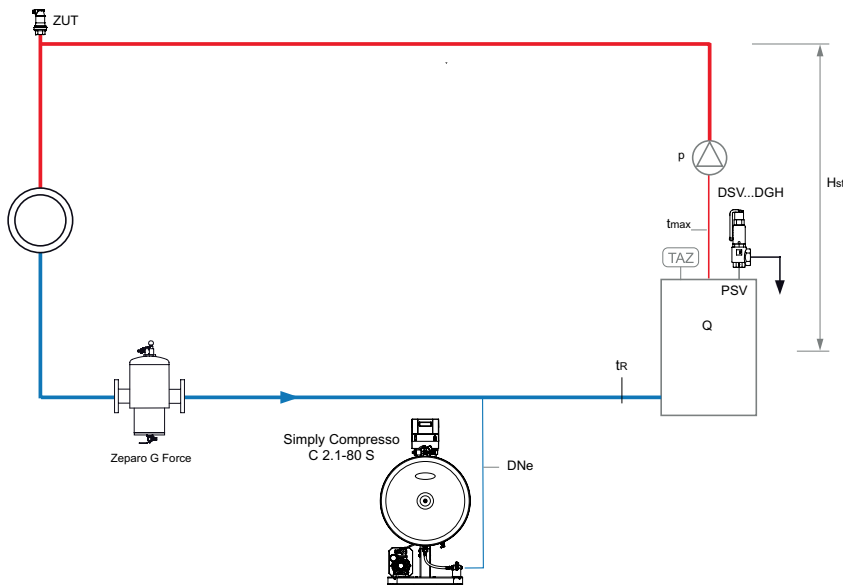 ZUT
p
Hst
DSV...DGH
tmax
TAZ
PSV
Q
tR
Simply Compresso
C 2.1-80 S
DNe
Zeparo G Force